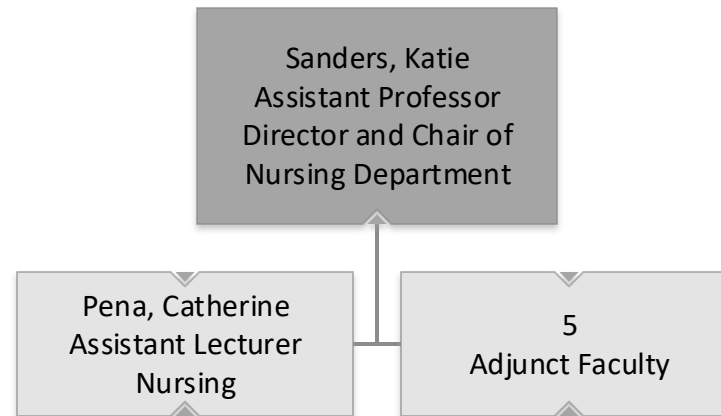 Sanders, Katie
Assistant Professor
Director and Chair of
Nursing Department
Pena, Catherine
Assistant Lecturer
Nursing
5
Adjunct Faculty